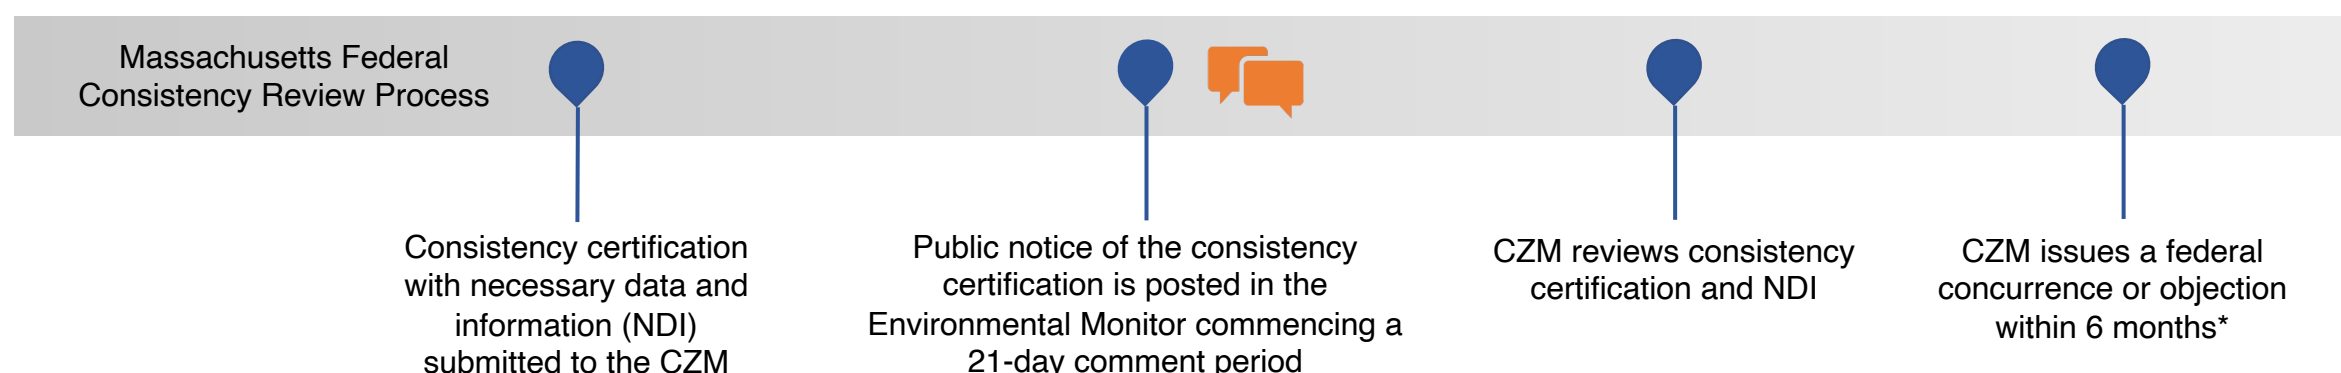 Massachusetts Federal
Consistency Review Process
Consistency certification
with necessary data and
information (NDI)
submitted to the CZM
Public notice of the consistency
certification is posted in the
Environmental Monitor commencing a
21-day comment period
CZM reviews consistency
certification and NDI
CZM issues a federal
concurrence or objection
within 6 months*